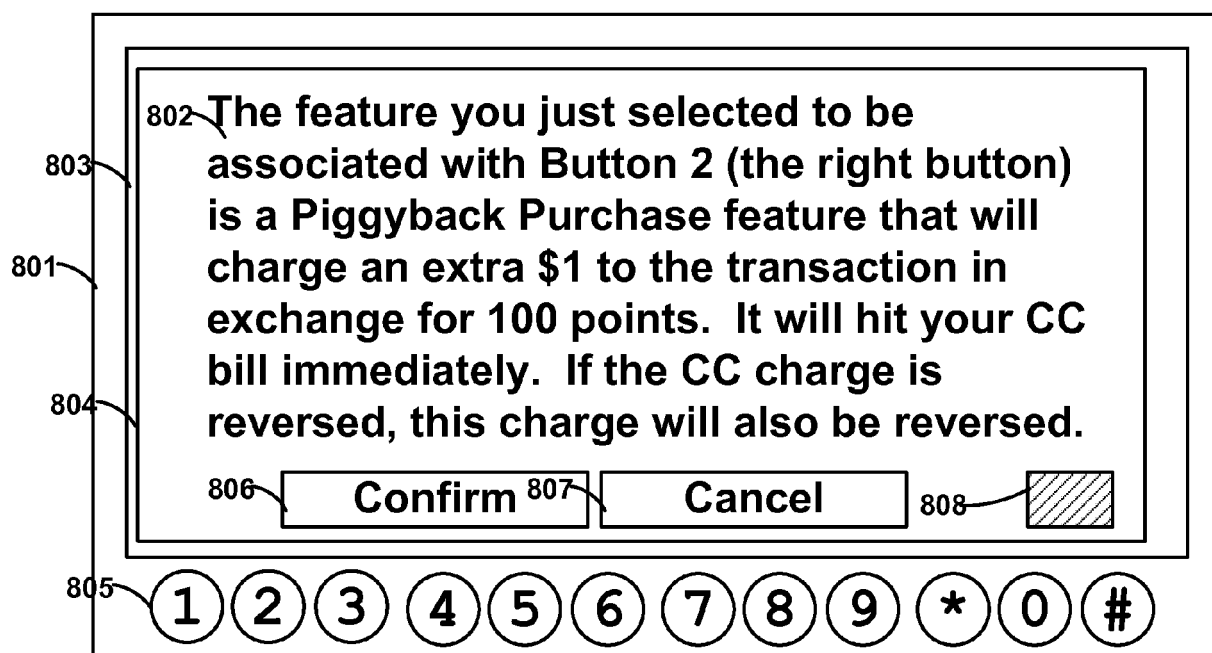 802 The feature you just selected to be
803 associated with Button 2 (the right button)
is a Piggyback Purchase feature that will
801 charge an extra $1 to the transaction in
exchange for 100 points.  It will hit your CC
bill immediately.  If the CC charge is
804 reversed, this charge will also be reversed.
806 Confirm 807 Cancel 808
805 1 2 3 4 5 6 7 8 9 * 0 #